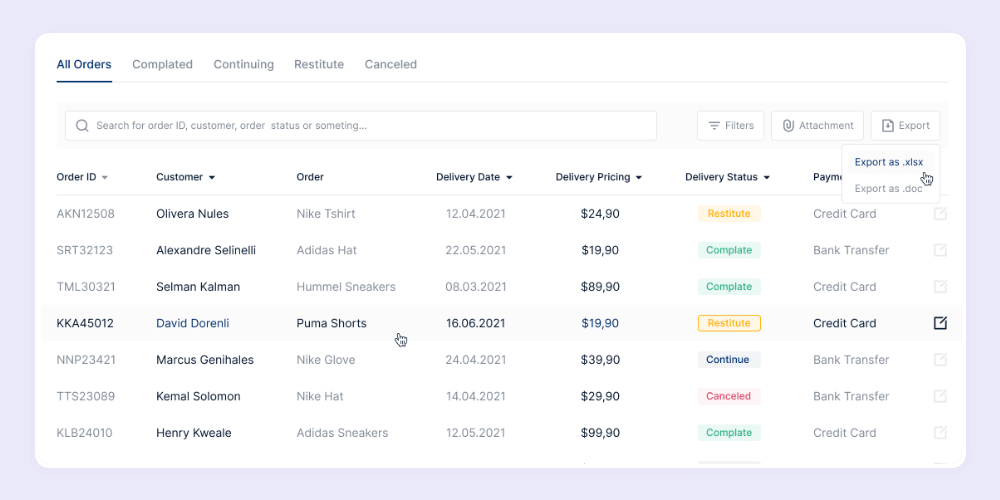 All Orders Complated Continuing Restitute Canceled
Search for order ID, customer, order status or someting... Filters Attachment Export
Export as .xlsx
Order ID Customer Order Delivery Date Delivery Pricing Delivery Status
Export as .doc
AKN12508 Olivera Nules Nike Tshirt 12.04.2021 $24,90 Restitute Credit Card
SRT32123 Alexandre Selinelli Adidas Hat 22.05.2021 $19,90 Complate Bank Transfer
TML30321 Selman Kalman Hummel Sneakers 08.03.2021 $89,90 Complate Credit Card
KKA45012 David Dorenli Puma Shorts 16.06.2021 $19,90 Restitute Credit Card
NNP23421 Marcus Genihales Nike Glove 24.04.2021 $39,90 Continue Bank Transfer
TTS23089 Kemal Solomon Nike Hat 14.04.2021 $29,90 Canceled Bank Transfer
KLB24010 Henry Kweale Adidas Sneakers 12.05.2021 $99,90 Complate Credit Card